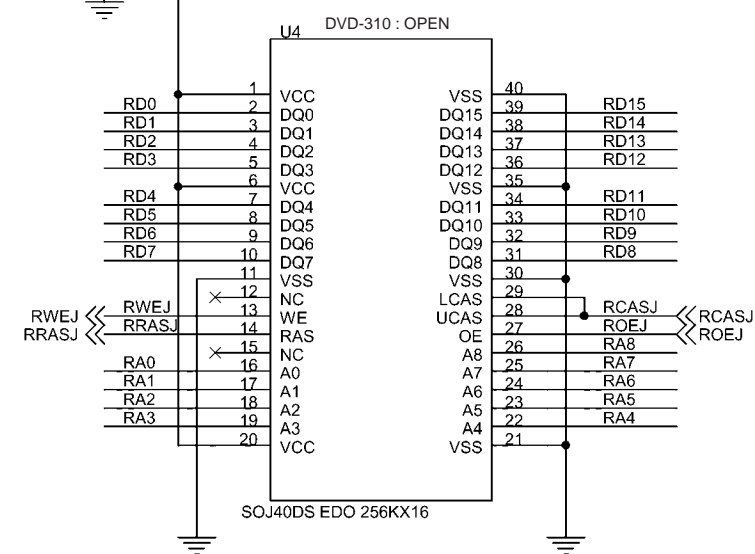 U4 DVD-310 : OPEN
1 VCC VSS 40
RD0 2 DQ0 DQ15 39 RD15
RD1 3 DQ1 DQ14 38 RD14
RD2 4 DQ2 DQ13 37 RD13
RD3 5 DQ3 DQ12 36 RD12
6 VCC VSS 35
RD4 7 DQ4 DQ11 34 RD11
RD5 8 DQ5 DQ10 33 RD10
RD6 9 DQ6 DQ9 32 RD9
RD7 10 DQ7 DQ8 31 RD8
11 VSS VSS 30
12 NC LCAS 29
RWEJ RWEJ 13 WE UCAS 28 RCASJ RCASJ
RRASJ RRASJ 14 RAS OE 27 ROEJ ROEJ
15 NC A8 26 RA8
RA0 16 A0 A7 25 RA7
RA1 17 A1 A6 24 RA6
RA2 18 A2 A5 23 RA5
RA3 19 A3 A4 22 RA4
20 VCC VSS 21
SOJ40DS EDO 256KX16